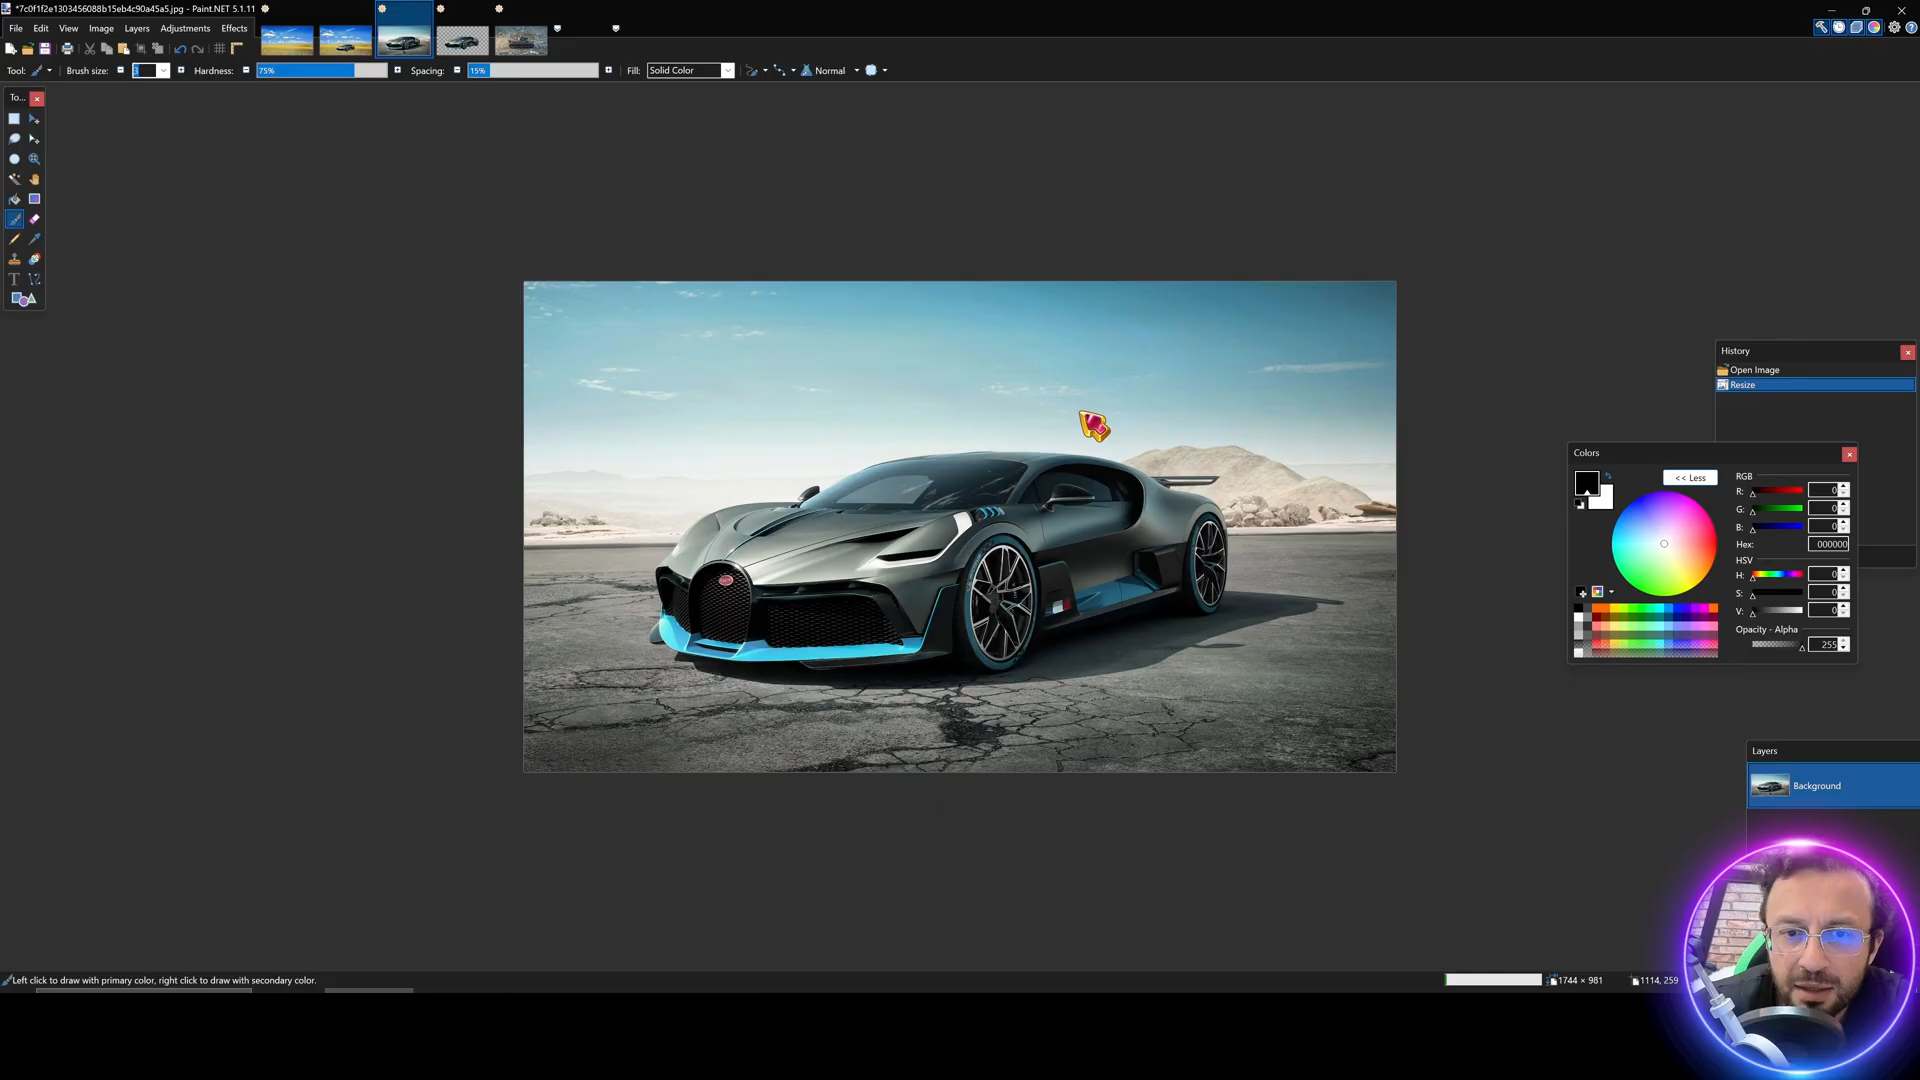 *7c0f1f2e1303456088b15eb4c90a45a5.jpg - Paint.NET 5.1.11
File Edit View Image Layers Adjustments Effects
Tool: Brush size: 3 Hardness: 75% Spacing: 15% Fill: Solid Color Normal
To...
History
Open Image
Resize
Colors
<< Less
RGB
R: 0
G: 0
B: 0
Hex: 000000
HSV
H: 0
S: 0
V: 0
Opacity - Alpha
255
Layers
Background
Left click to draw with primary color, right click to draw with secondary color.
1744 × 981
1114, 259